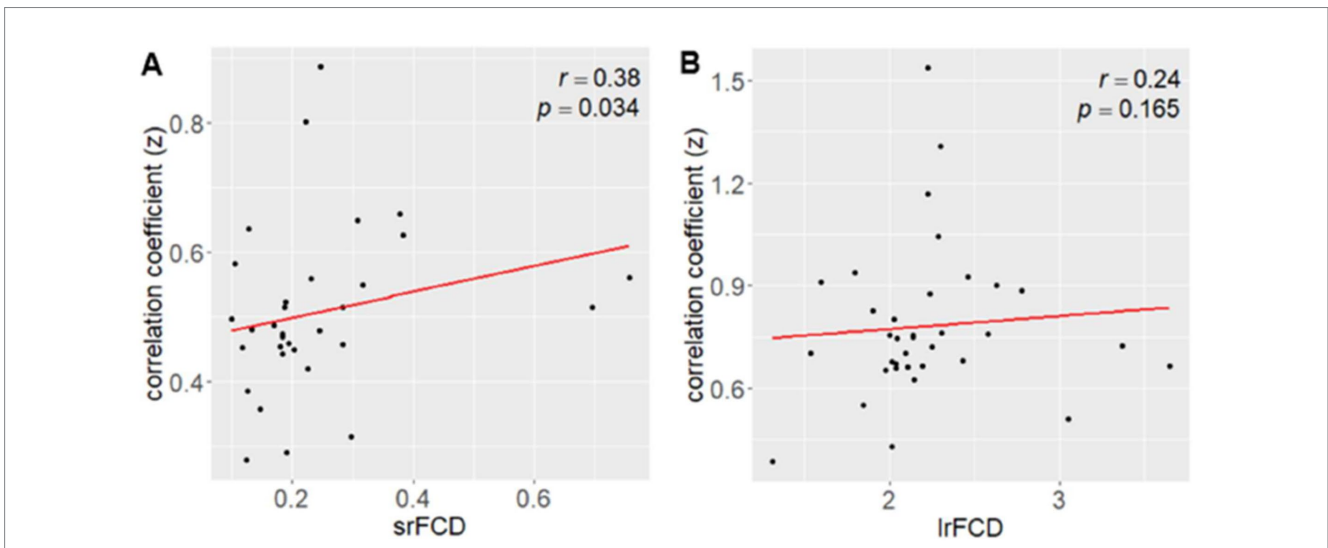 A
r = 0.38
p = 0.034
correlation coefficient (z)
0.8
0.6
0.4
0.2 0.4 0.6
srFCD
B
r = 0.24
p = 0.165
correlation coefficient (z)
1.5
1.2
0.9
0.6
2 3
lrFCD